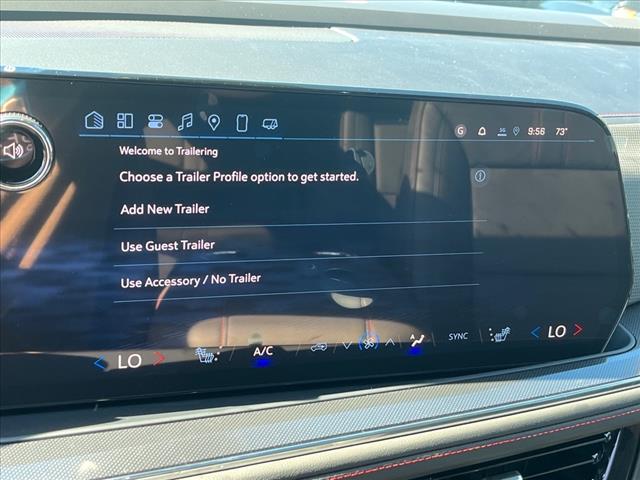 G 5G 9:56 73°
Welcome to Trailering
Choose a Trailer Profile option to get started.
Add New Trailer
Use Guest Trailer
Use Accessory / No Trailer
LO A/C SYNC LO